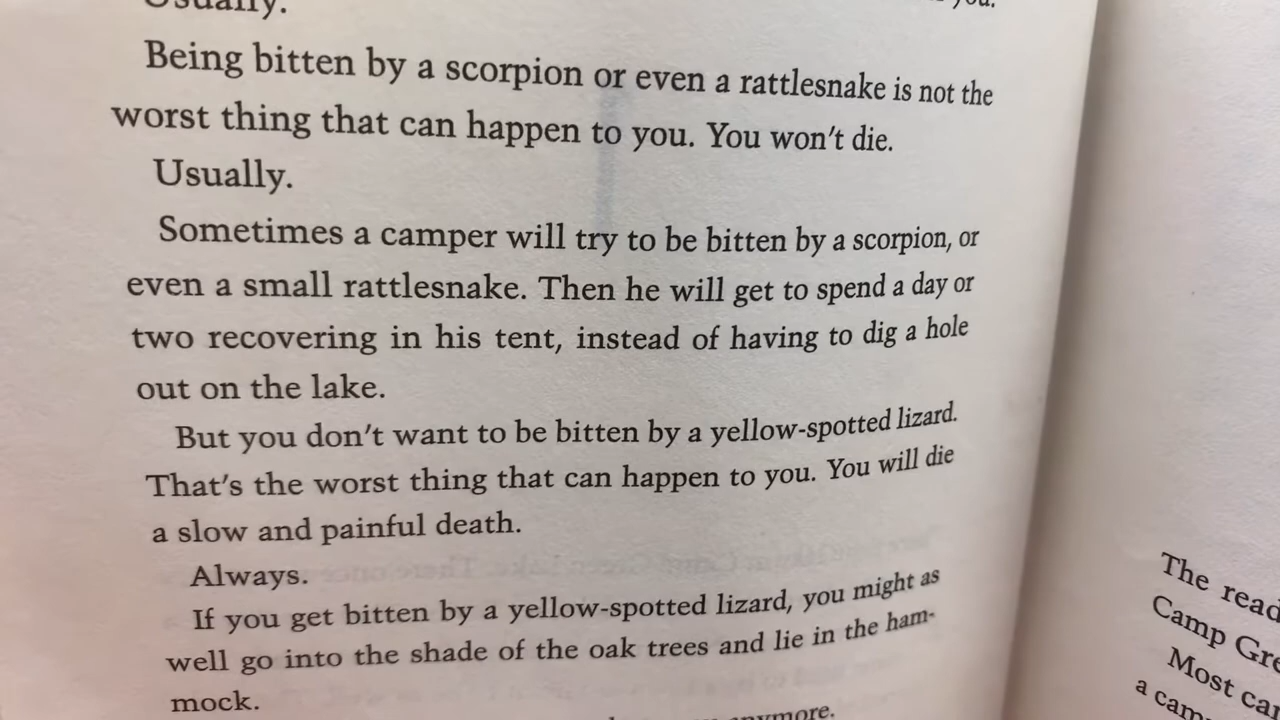 Usually.
you.
Being bitten by a scorpion or even a rattlesnake is not the
worst thing that can happen to you. You won't die.
Usually.
Sometimes a camper will try to be bitten by a scorpion, or
even a small rattlesnake. Then he will get to spend a day or
two recovering in his tent, instead of having to dig a hole
out on the lake.
But you don't want to be bitten by a yellow-spotted lizard.
That's the worst thing that can happen to you. You will die
a slow and painful death.
Always.
If you get bitten by a yellow-spotted lizard, you might as
well go into the shade of the oak trees and lie in the ham-
mock.
anymore.
The read
Camp Gre
Most cam
a cam